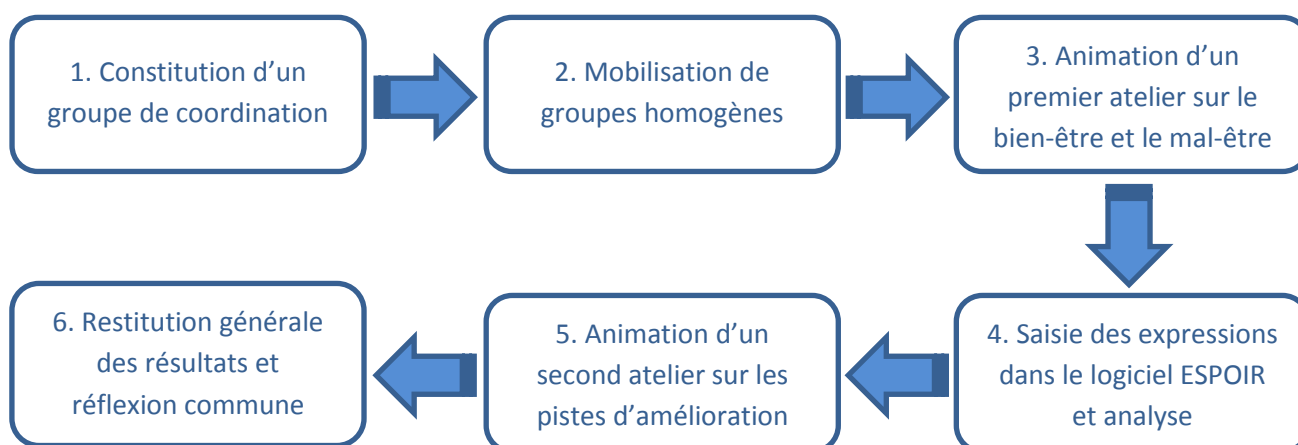 1. Constitution d’un
groupe de coordination
2. Mobilisation de
groupes homogènes
3. Animation d’un
premier atelier sur le
bien-être et le mal-être
4. Saisie des expressions
dans le logiciel ESPOIR
et analyse
5. Animation d’un
second atelier sur les
pistes d’amélioration
6. Restitution générale
des résultats et
réflexion commune